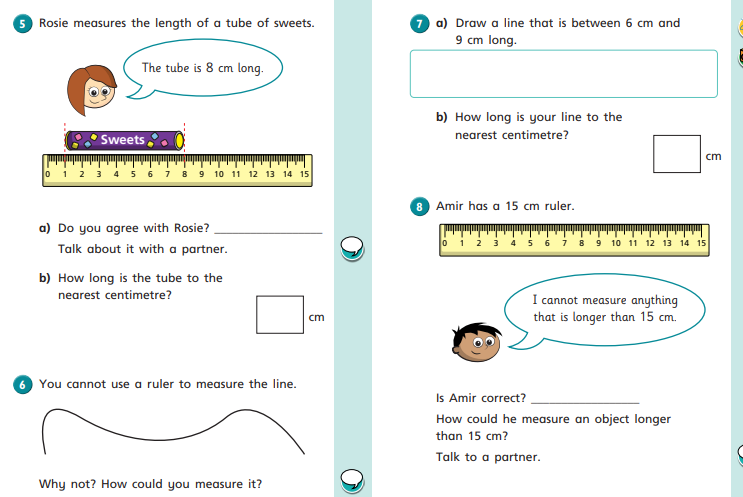 5 Rosie measures the length of a tube of sweets.
The tube is 8 cm long.
Sweets
0 1 2 3 4 5 6 7 8 9 10 11 12 13 14 15
a) Do you agree with Rosie?
Talk about it with a partner.
b) How long is the tube to the
nearest centimetre?
cm
6 You cannot use a ruler to measure the line.
Why not? How could you measure it?
7 a) Draw a line that is between 6 cm and
9 cm long.
b) How long is your line to the
nearest centimetre?
cm
8 Amir has a 15 cm ruler.
0 1 2 3 4 5 6 7 8 9 10 11 12 13 14 15
I cannot measure anything
that is longer than 15 cm.
Is Amir correct?
How could he measure an object longer
than 15 cm?
Talk to a partner.